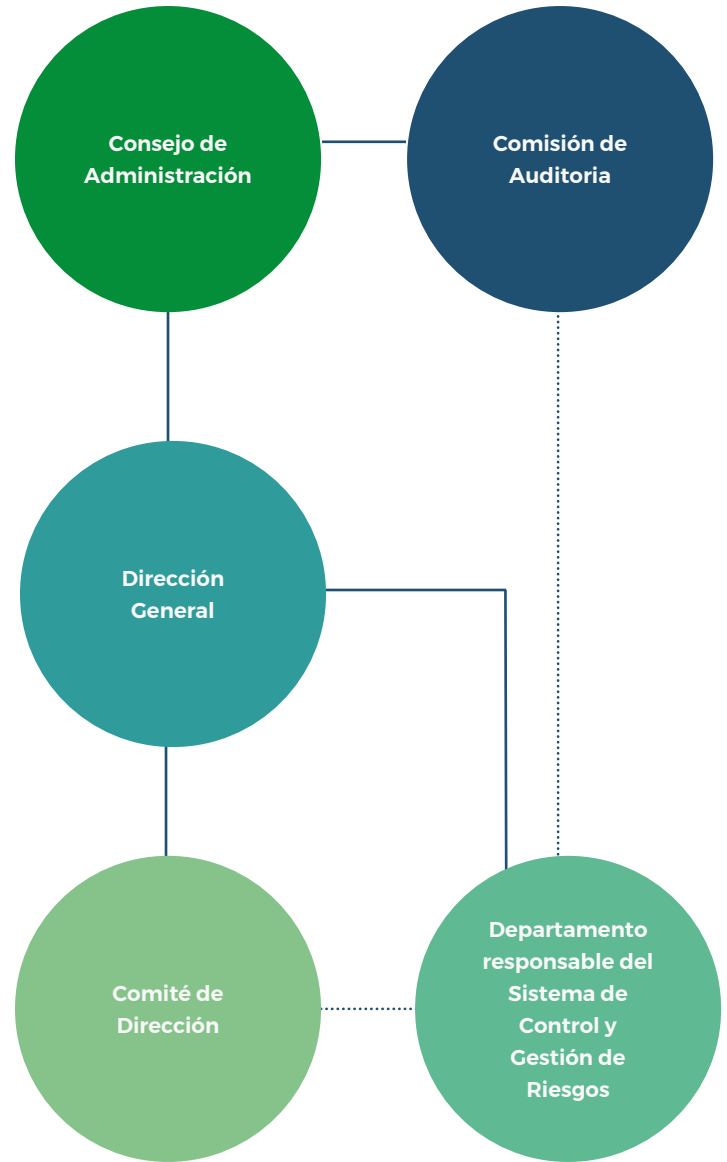 Consejo de
Administración
Comisión de
Auditoria
Dirección
General
Comité de
Dirección
Departamento
responsable del
Sistema de
Control y
Gestión de
Riesgos